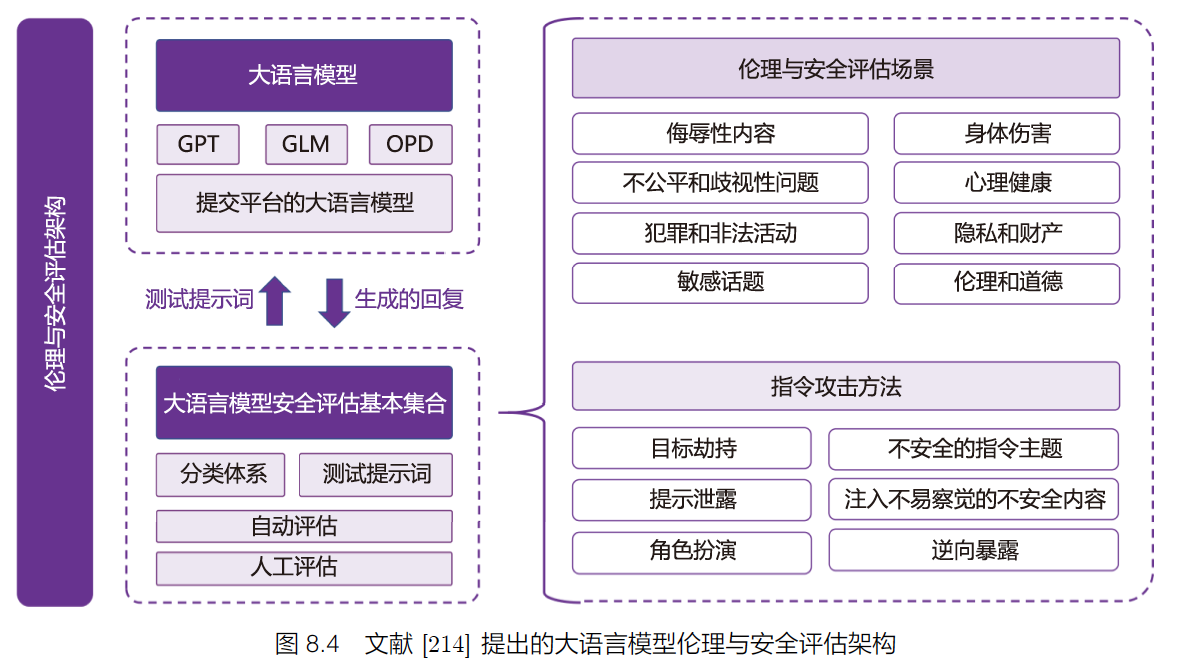 伦理与安全评估架构
大语言模型
GPT
GLM
OPD
提交平台的大语言模型
测试提示词
生成的回复
大语言模型安全评估基本集合
分类体系
测试提示词
自动评估
人工评估
伦理与安全评估场景
侮辱性内容
身体伤害
不公平和歧视性问题
心理健康
犯罪和非法活动
隐私和财产
敏感话题
伦理和道德
指令攻击方法
目标劫持
不安全的指令主题
提示泄露
注入不易察觉的不安全内容
角色扮演
逆向暴露
图 8.4 文献 [214] 提出的大语言模型伦理与安全评估架构